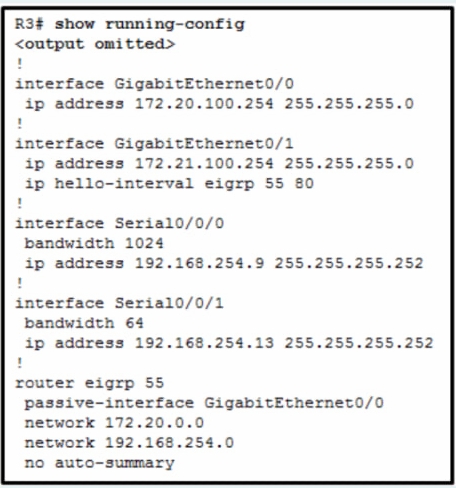 R3# show running-config
<output omitted>
!
interface GigabitEthernet0/0
ip address 172.20.100.254 255.255.255.0
!
interface GigabitEthernet0/1
ip address 172.21.100.254 255.255.255.0
ip hello-interval eigrp 55 80
!
interface Serial0/0/0
bandwidth 1024
ip address 192.168.254.9 255.255.255.252
!
interface Serial0/0/1
bandwidth 64
ip address 192.168.254.13 255.255.255.252
!
router eigrp 55
passive-interface GigabitEthernet0/0
network 172.20.0.0
network 192.168.254.0
no auto-summary